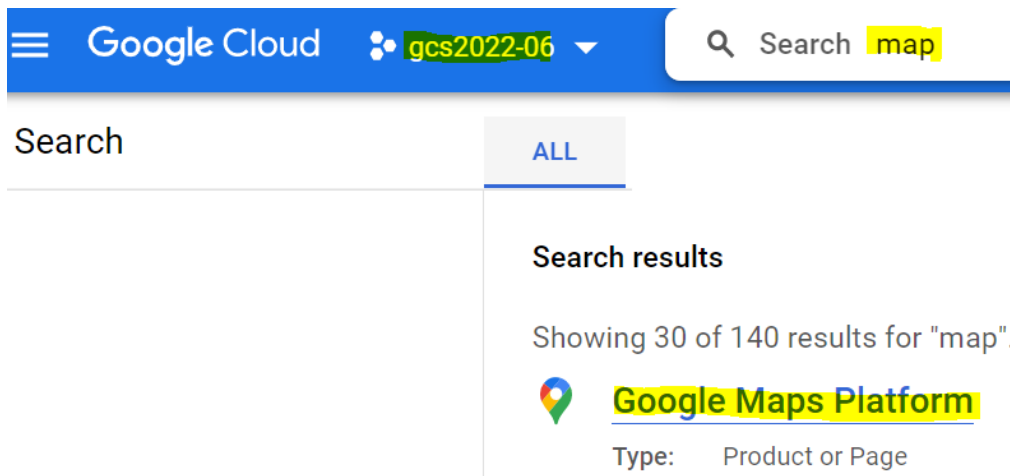 Google Cloud gcs2022-06 Search map
Search
ALL
Search results
Showing 30 of 140 results for "map".
Google Maps Platform
Type: Product or Page